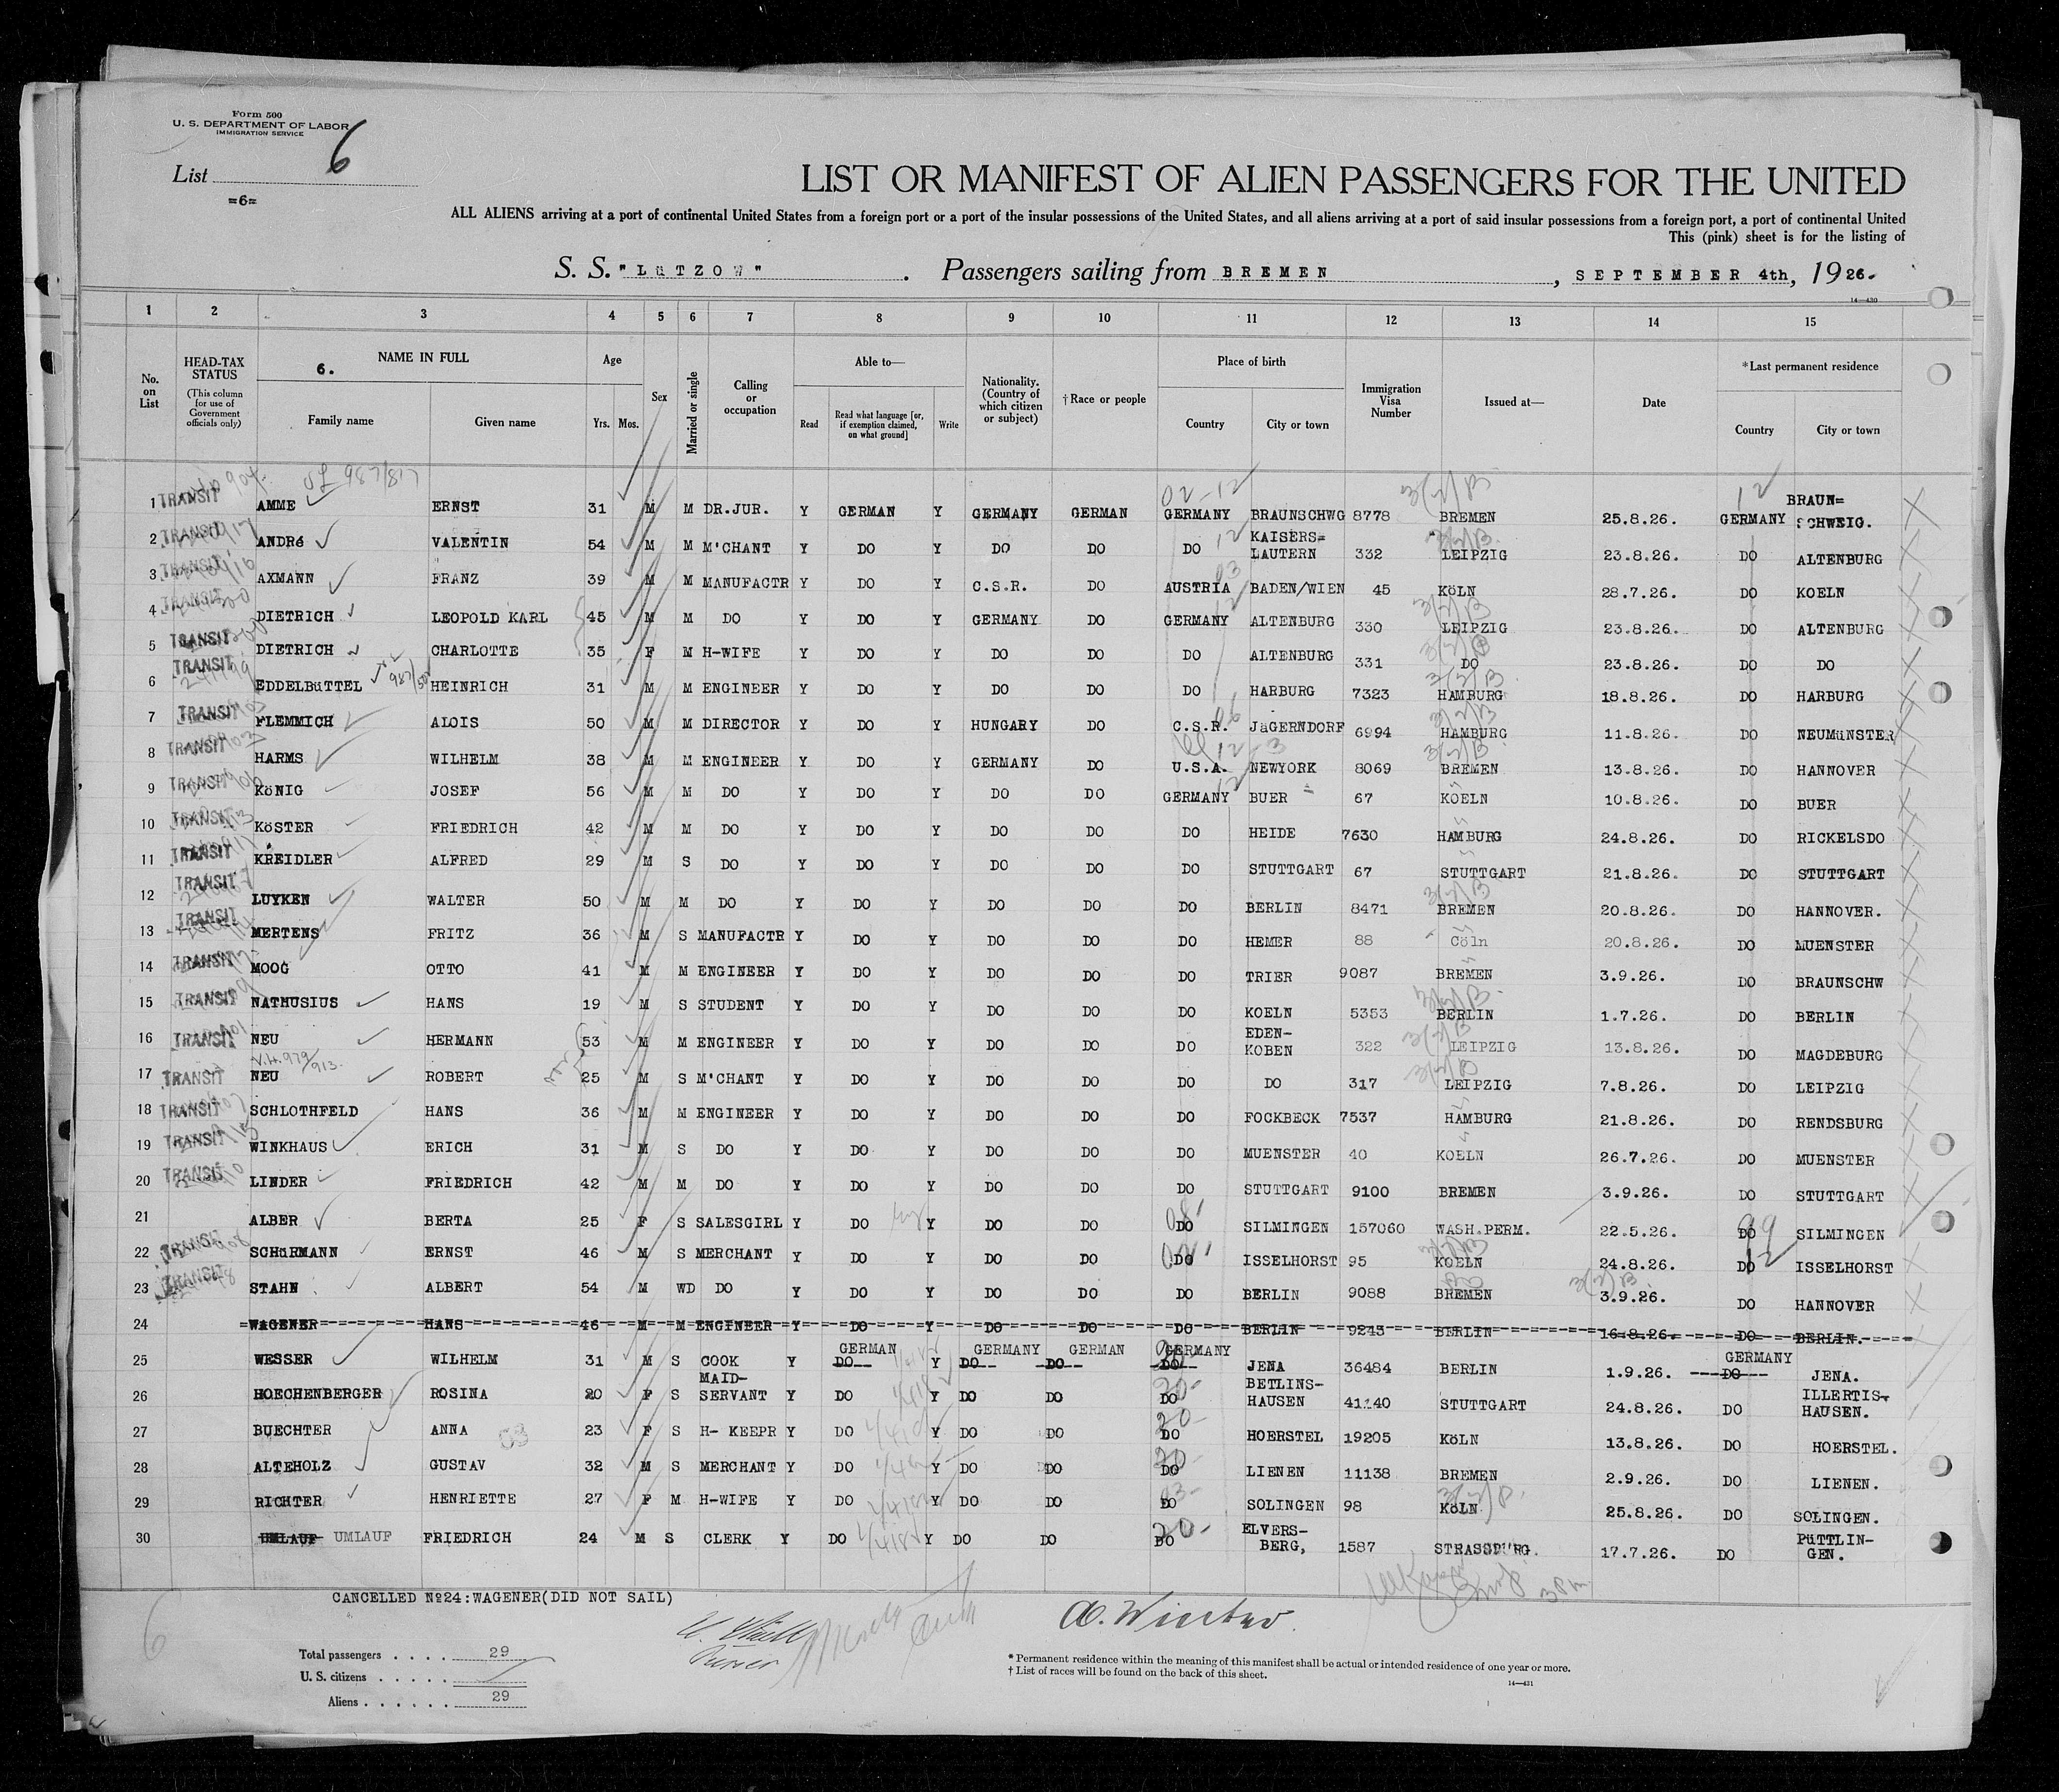 Form 500
U. S. DEPARTMENT OF LABOR
IMMIGRATION SERVICE
List 6
=6=
LIST OR MANIFEST OF ALIEN PASSENGERS FOR THE UNITED
ALL ALIENS arriving at a port of continental United States from a foreign port or a port of the insular possessions of the United States, and all aliens arriving at a port of said insular possessions from a foreign port, a port of continental United
This (pink) sheet is for the listing of
S. S. "LüTZOW" . Passengers sailing from BREMEN , SEPTEMBER 4th, 1926.
14—430
1 2 3 4 5 6 7 8 9 10 11 12 13 14 15
No. on List
HEAD-TAX STATUS (This column for use of Government officials only)
6. NAME IN FULL Family name Given name
Age Yrs. Mos.
Sex
Married or single
Calling or occupation
Able to— Read Read what language [or, if exemption claimed, on what ground] Write
Nationality. (Country of which citizen or subject)
†Race or people
Place of birth Country City or town
Immigration Visa Number
Issued at—
Date
*Last permanent residence Country City or town
1 TRANSIT AMME ERNST 31 M M DR.JUR. Y GERMAN Y GERMANY GERMAN GERMANY BRAUNSCHWG 8778 BREMEN 25.8.26. GERMANY BRAUN= SCHWEIG.
2 TRANSIT ANDRé VALENTIN 54 M M M'CHANT Y DO Y DO DO DO KAISERS= LAUTERN 332 LEIPZIG 23.8.26. DO ALTENBURG
3 TRANSIT AXMANN FRANZ 39 M M MANUFACTR Y DO Y C.S.R. DO AUSTRIA BADEN/WIEN 45 KöLN 28.7.26. DO KOELN
4 TRANSIT DIETRICH LEOPOLD KARL 45 M M DO Y DO Y GERMANY DO GERMANY ALTENBURG 330 LEIPZIG 23.8.26. DO ALTENBURG
5 TRANSIT DIETRICH CHARLOTTE 35 F M H-WIFE Y DO Y DO DO DO ALTENBURG 331 DO 23.8.26. DO DO
6 TRANSIT EDDELBüTTEL HEINRICH 31 M M ENGINEER Y DO Y DO DO DO HARBURG 7323 HAMBURG 18.8.26. DO HARBURG
7 TRANSIT FLEMMICH ALOIS 50 M M DIRECTOR Y DO Y HUNGARY DO C.S.R. JäGERNDORF 6994 HAMBURG 11.8.26. DO NEUMüNSTER
8 TRANSIT HARMS WILHELM 38 M M ENGINEER Y DO Y GERMANY DO U.S.A. NEWYORK 8069 BREMEN 13.8.26. DO HANNOVER
9 TRANSIT KöNIG JOSEF 56 M M DO Y DO Y DO DO GERMANY BUER 67 KOELN 10.8.26. DO BUER
10 TRANSIT KöSTER FRIEDRICH 42 M M DO Y DO Y DO DO DO HEIDE 7630 HAMBURG 24.8.26. DO RICKELSDO
11 TRANSIT KREIDLER ALFRED 29 M S DO Y DO Y DO DO DO STUTTGART 67 STUTTGART 21.8.26. DO STUTTGART
12 TRANSIT LUYKEN WALTER 50 M M DO Y DO Y DO DO DO BERLIN 8471 BREMEN 20.8.26. DO HANNOVER.
13 TRANSIT MERTENS FRITZ 36 M S MANUFACTR Y DO Y DO DO DO HEMER 88 Cöln 20.8.26. DO MUENSTER
14 TRANSIT MOOG OTTO 41 M M ENGINEER Y DO Y DO DO DO TRIER 9087 BREMEN 3.9.26. DO BRAUNSCHW
15 TRANSIT NATHUSIUS HANS 19 M S STUDENT Y DO Y DO DO DO KOELN 5353 BERLIN 1.7.26. DO BERLIN
16 TRANSIT NEU HERMANN 53 M M ENGINEER Y DO Y DO DO DO EDEN- KOBEN 322 LEIPZIG 13.8.26. DO MAGDEBURG
17 TRANSIT NEU ROBERT 25 M S M'CHANT Y DO Y DO DO DO DO 317 LEIPZIG 7.8.26. DO LEIPZIG
18 TRANSIT SCHLOTHFELD HANS 36 M M ENGINEER Y DO Y DO DO DO FOCKBECK 7537 HAMBURG 21.8.26. DO RENDSBURG
19 TRANSIT WINKHAUS ERICH 31 M S DO Y DO Y DO DO DO MUENSTER 40 KOELN 26.7.26. DO MUENSTER
20 TRANSIT LINDER FRIEDRICH 42 M M DO Y DO Y DO DO DO STUTTGART 9100 BREMEN 3.9.26. DO STUTTGART
21 ALBER BERTA 25 F S SALESGIRL Y DO Y DO DO DO SILMINGEN 157060 WASH.PERM. 22.5.26. DO SILMINGEN
22 TRANSIT SCHüRMANN ERNST 46 M S MERCHANT Y DO Y DO DO DO ISSELHORST 95 KOELN 24.8.26. DO ISSELHORST
23 TRANSIT STAHN ALBERT 54 M WD DO Y DO Y DO DO DO BERLIN 9088 BREMEN 3.9.26. DO HANNOVER
24 WAGENER HANS 46 M M ENGINEER Y DO Y DO DO DO BERLIN 9243 BERLIN 16.8.26. DO BERLIN.
GERMAN GERMANY GERMAN GERMANY GERMANY
25 WESSER WILHELM 31 M S COOK Y DO Y DO DO DO JENA 36484 BERLIN 1.9.26. DO JENA.
26 HOECHENBERGER ROSINA 20 F S MAID- SERVANT Y DO Y DO DO DO BETLINS- HAUSEN 41140 STUTTGART 24.8.26. DO ILLERTIS- HAUSEN.
27 BUECHTER ANNA 23 F S H- KEEPR Y DO Y DO DO DO HOERSTEL 19205 KöLN 13.8.26. DO HOERSTEL.
28 ALTEHOLZ GUSTAV 32 M S MERCHANT Y DO Y DO DO DO LIENEN 11138 BREMEN 2.9.26. DO LIENEN.
29 RICHTER HENRIETTE 27 F M H-WIFE Y DO Y DO DO DO SOLINGEN 98 KöLN 25.8.26. DO SOLINGEN.
30 UMLAUF UMLAUF FRIEDRICH 24 M S CLERK Y DO Y DO DO DO ELVERS- BERG, 1587 STRASSBURG. 17.7.26. DO PüTTLIN- GEN.
CANCELLED No24:WAGENER(DID NOT SAIL)
6
Total passengers . . . . 29
U. S. citizens . . . . .
Aliens . . . . . . 29
* Permanent residence within the meaning of this manifest shall be actual or intended residence of one year or more.
† List of races will be found on the back of this sheet.
14—431